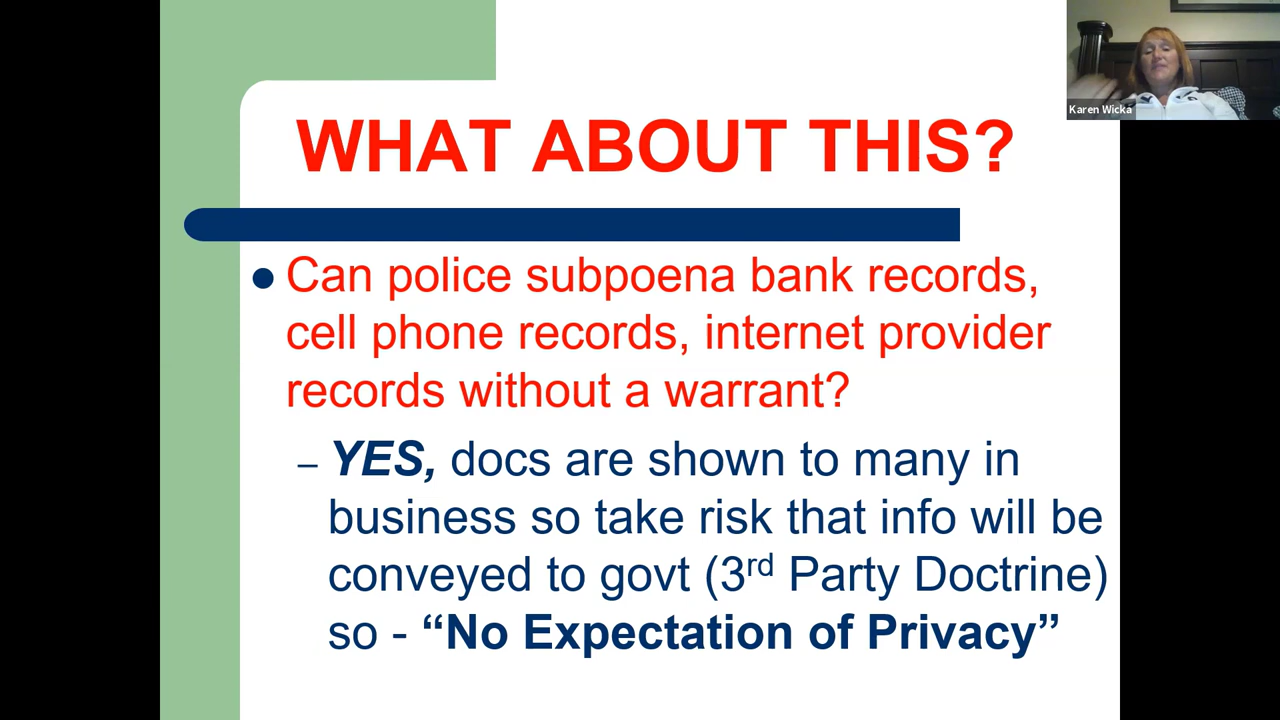 Karen Wicka
WHAT ABOUT THIS?
Can police subpoena bank records,
cell phone records, internet provider
records without a warrant?
– YES, docs are shown to many in
business so take risk that info will be
conveyed to govt (3rd Party Doctrine)
so - “No Expectation of Privacy”